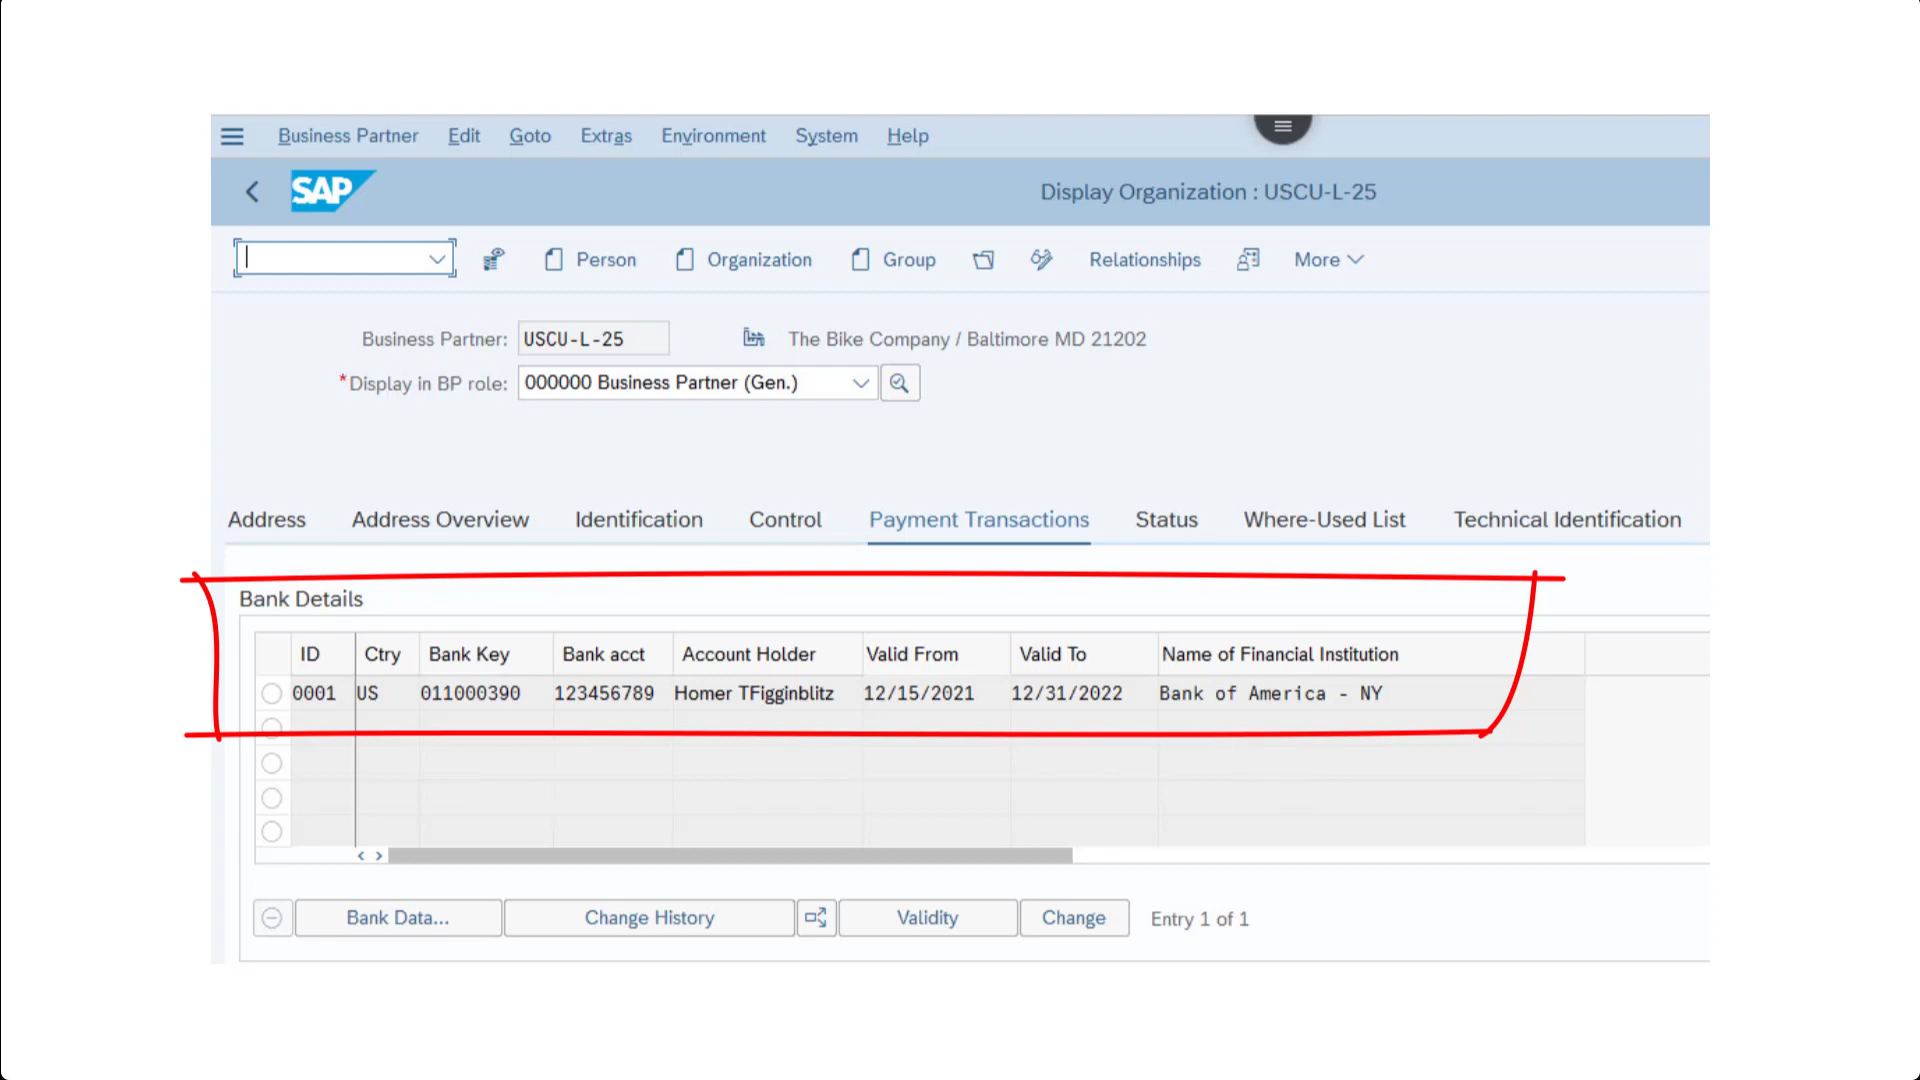 Business Partner Edit Goto Extras Environment System Help
SAP Display Organization : USCU-L-25
Person Organization Group Relationships More
Business Partner: USCU-L-25 The Bike Company / Baltimore MD 21202
*Display in BP role: 000000 Business Partner (Gen.)
Address Address Overview Identification Control Payment Transactions Status Where-Used List Technical Identification
Bank Details
ID Ctry Bank Key Bank acct Account Holder Valid From Valid To Name of Financial Institution
0001 US 011000390 123456789 Homer TFigginblitz 12/15/2021 12/31/2022 Bank of America - NY
Bank Data... Change History Validity Change Entry 1 of 1